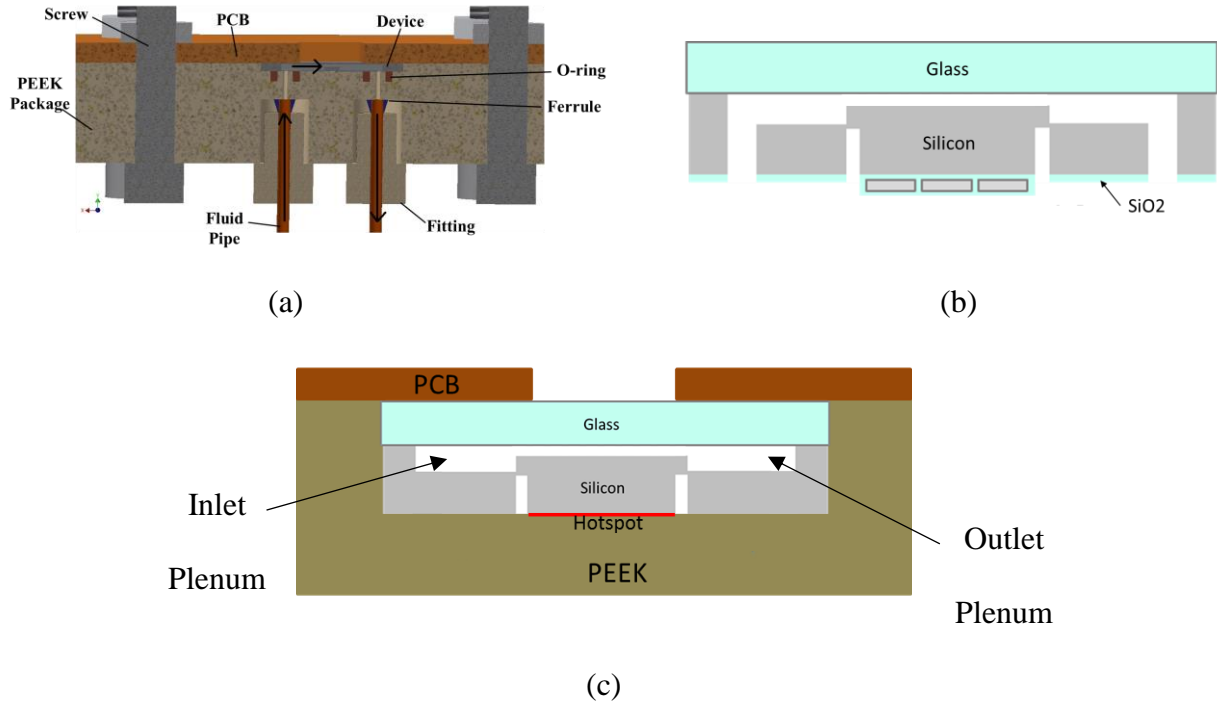 Screw
PCB
Device
O-ring
PEEK
Package
Ferrule
Fluid
Pipe
Fitting
(a)
Glass
Silicon
SiO2
(b)
PCB
Glass
Silicon
Hotspot
PEEK
Inlet
Plenum
Outlet
Plenum
(c)